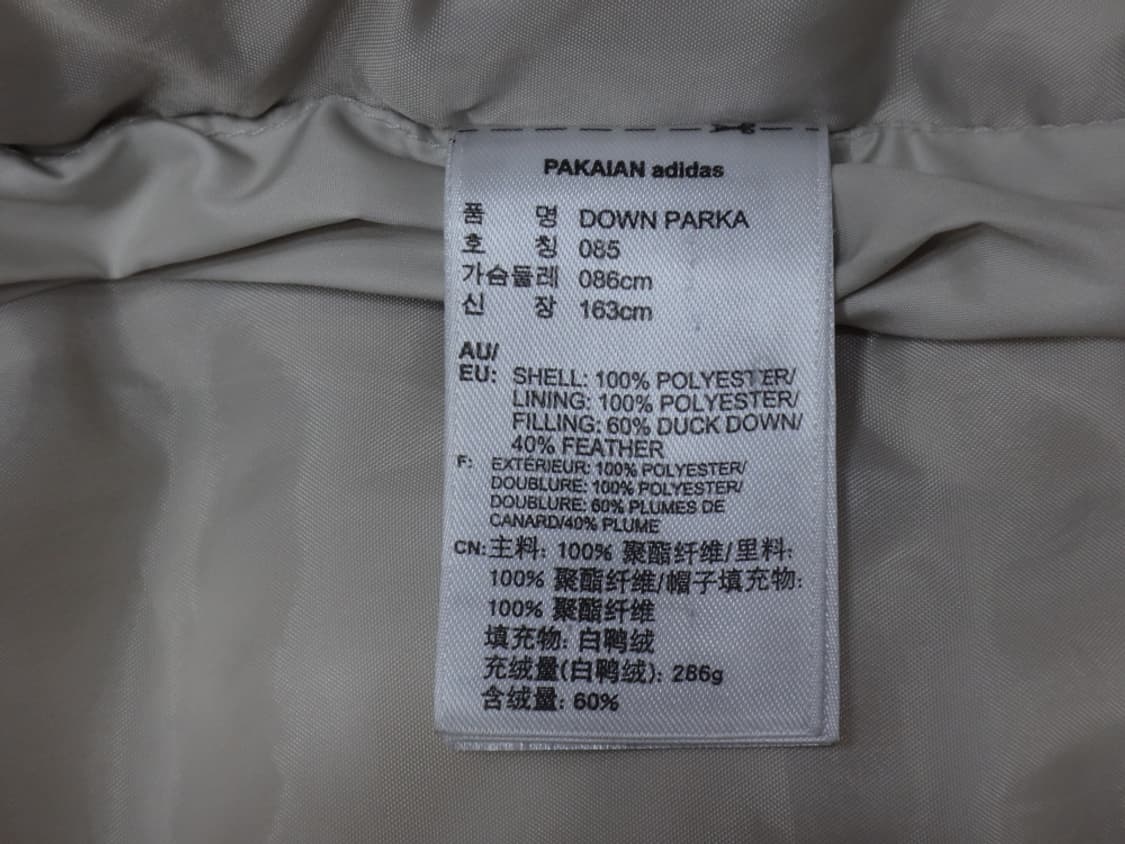 PAKAIAN adidas
품 명 DOWN PARKA
호 칭 085
가슴둘레 086cm
신 장 163cm
AU/
EU: SHELL: 100% POLYESTER/
LINING: 100% POLYESTER/
FILLING: 60% DUCK DOWN/
40% FEATHER
F: EXTÉRIEUR: 100% POLYESTER/
DOUBLURE: 100% POLYESTER/
DOUBLURE: 60% PLUMES DE
CANARD/40% PLUME
CN: 主料: 100% 聚酯纤维/里料:
100% 聚酯纤维/帽子填充物:
100% 聚酯纤维
填充物: 白鸭绒
充绒量(白鸭绒): 286g
含绒量: 60%